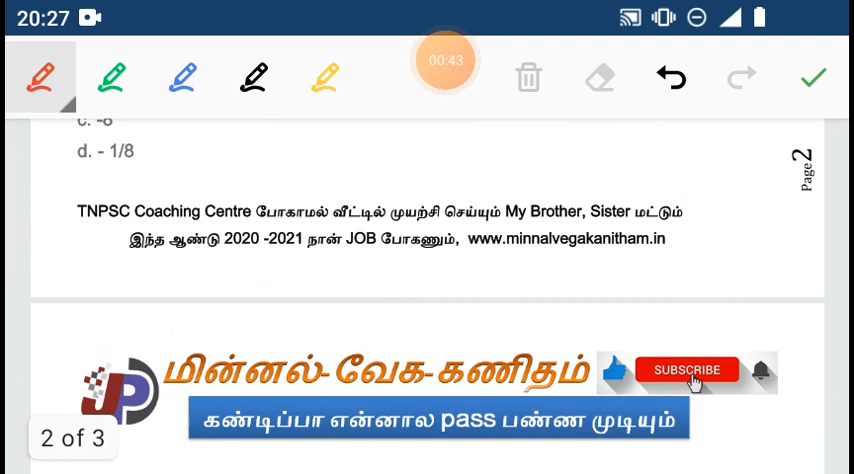 20:27
00:43
c. -8
d. - 1/8
Page 2
TNPSC Coaching Centre போகாமல் வீட்டில் முயற்சி செய்யும் My Brother, Sister மட்டும்
இந்த ஆண்டு 2020 -2021 நான் JOB போகணும், www.minnalvegakanitham.in
JP
மின்னல்-வேக-கணிதம்
SUBSCRIBE
கண்டிப்பா என்னால pass பண்ண முடியும்
2 of 3